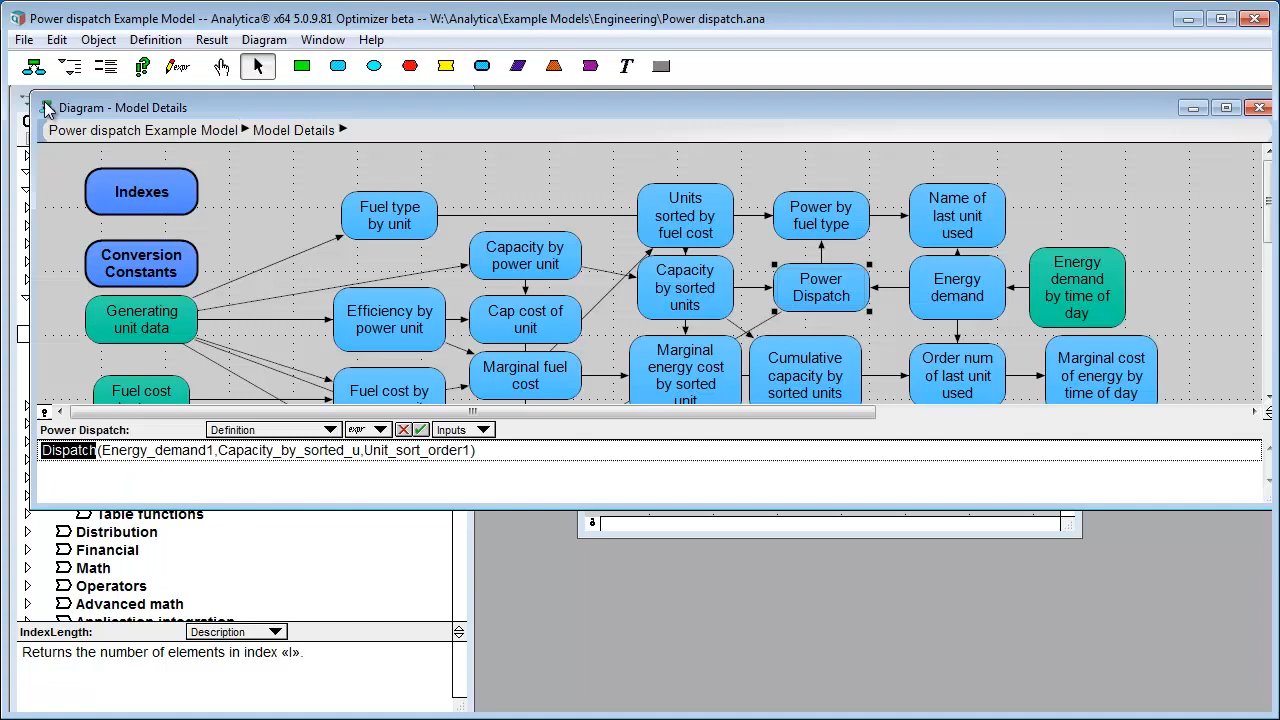 Power dispatch Example Model -- Analytica® x64 5.0.9.81 Optimizer beta -- W:\Analytica\Example Models\Engineering\Power dispatch.ana
File Edit Object Definition Result Diagram Window Help
expr T
Diagram - Model Details
Power dispatch Example Model Model Details
Indexes
Conversion
Constants
Generating
unit data
Fuel cost
Fuel type
by unit
Efficiency by
power unit
Fuel cost by
Capacity by
power unit
Cap cost of
unit
Marginal fuel
cost
Units
sorted by
fuel cost
Capacity
by sorted
units
Marginal
energy cost
by sorted
unit
Power by
fuel type
Power
Dispatch
Cumulative
capacity by
sorted units
Name of
last unit
used
Energy
demand
Order num
of last unit
used
Energy
demand
by time of
day
Marginal cost
of energy by
time of day
Power Dispatch: Definition expr Inputs
Dispatch(Energy_demand1,Capacity_by_sorted_u,Unit_sort_order1)
Table functions
Distribution
Financial
Math
Operators
Advanced math
Application integration
IndexLength: Description
Returns the number of elements in index «I».